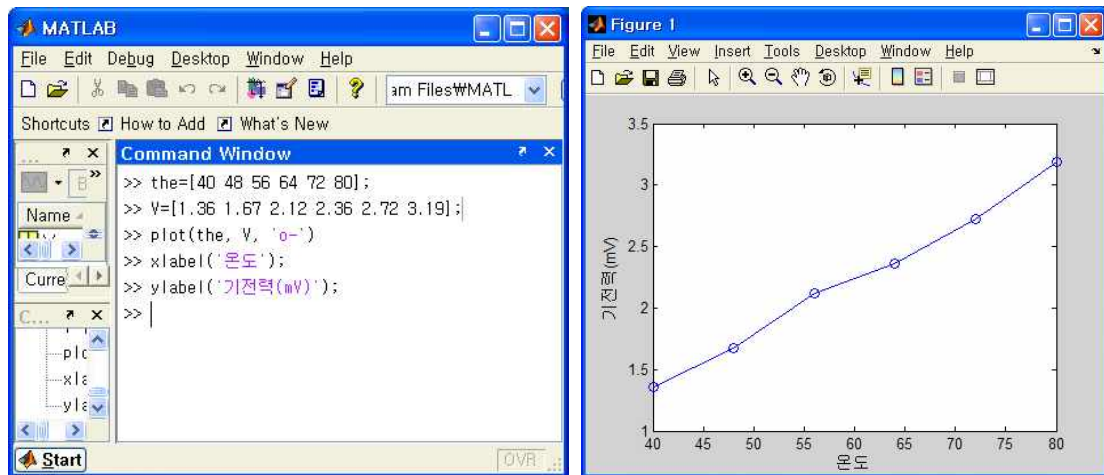 MATLAB
File Edit Debug Desktop Window Help
am Files₩MATL
Shortcuts How to Add What's New
...
Name
Curre
C...
plo
xla
yla
Command Window
>> the=[40 48 56 64 72 80];
>> V=[1.36 1.67 2.12 2.36 2.72 3.19];
>> plot(the, V, 'o-')
>> xlabel('온도');
>> ylabel('기전력(mV)');
>>
Start
OVR
Figure 1
File Edit View Insert Tools Desktop Window Help
3.5
3
2.5
2
1.5
1
기전력(mV)
40 45 50 55 60 65 70 75 80
온도